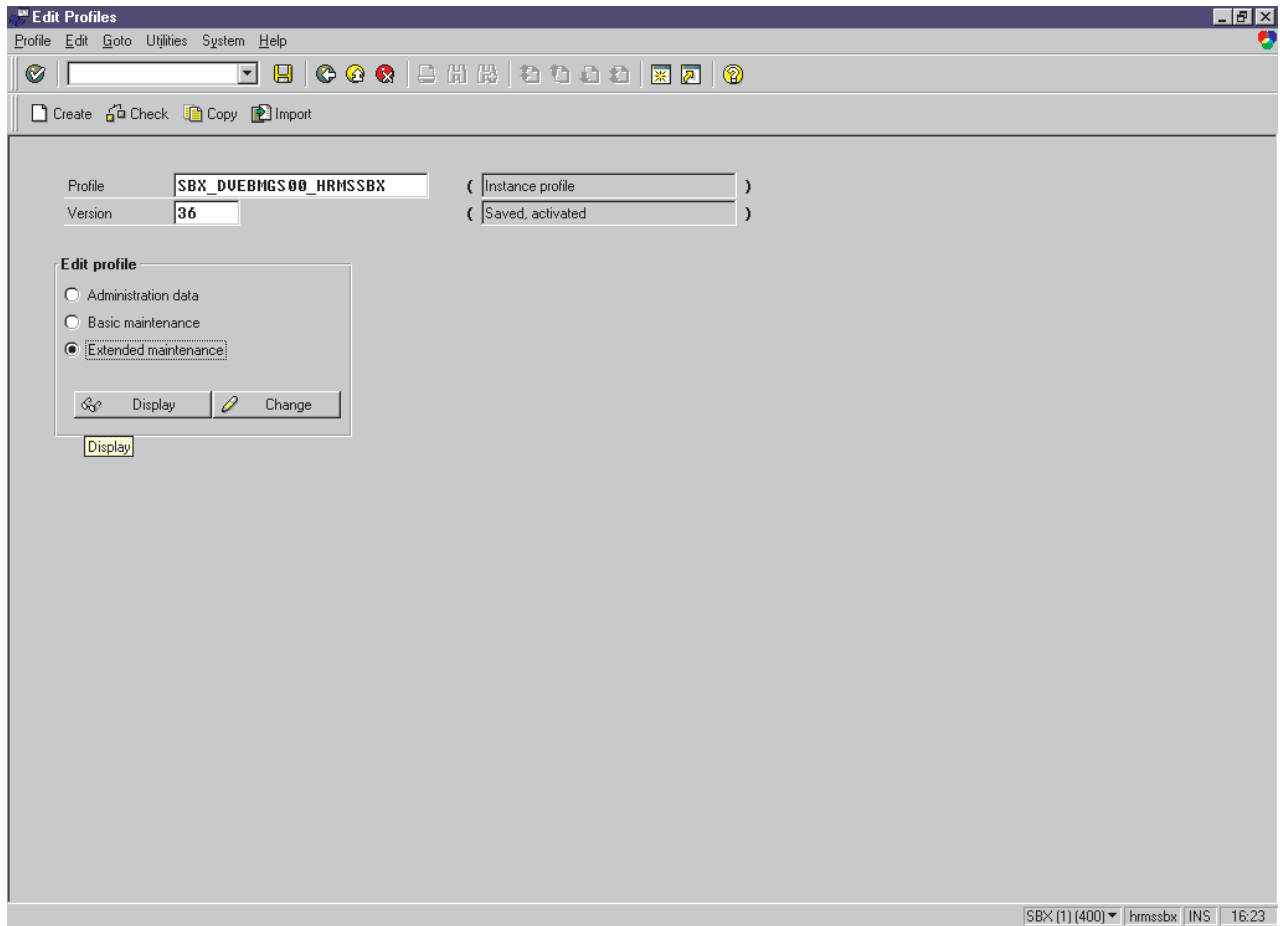 Edit Profiles
Profile Edit Goto Utilities System Help
Create Check Copy Import
Profile SBX_DVEBMGS00_HRMSSBX ( Instance profile )
Version 36 ( Saved, activated )
Edit profile
Administration data
Basic maintenance
Extended maintenance
Display Change
Display
SBX (1) (400) hrmssbx INS 16:23